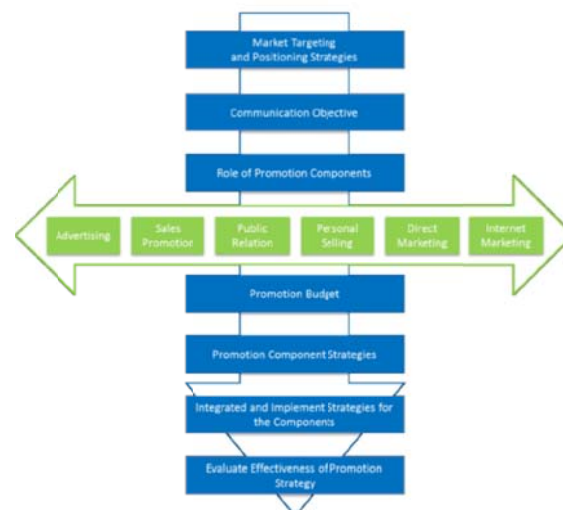 Market Targeting
and Positioning Strategies
Communication Objective
Role of Promotion Components
Advertising
Sales
Promotion
Public
Relation
Personal
Selling
Direct
Marketing
Internet
Marketing
Promotion Budget
Promotion Component Strategies
Integrated and Implement Strategies for
the Components
Evaluate Effectiveness of Promotion
Strategy